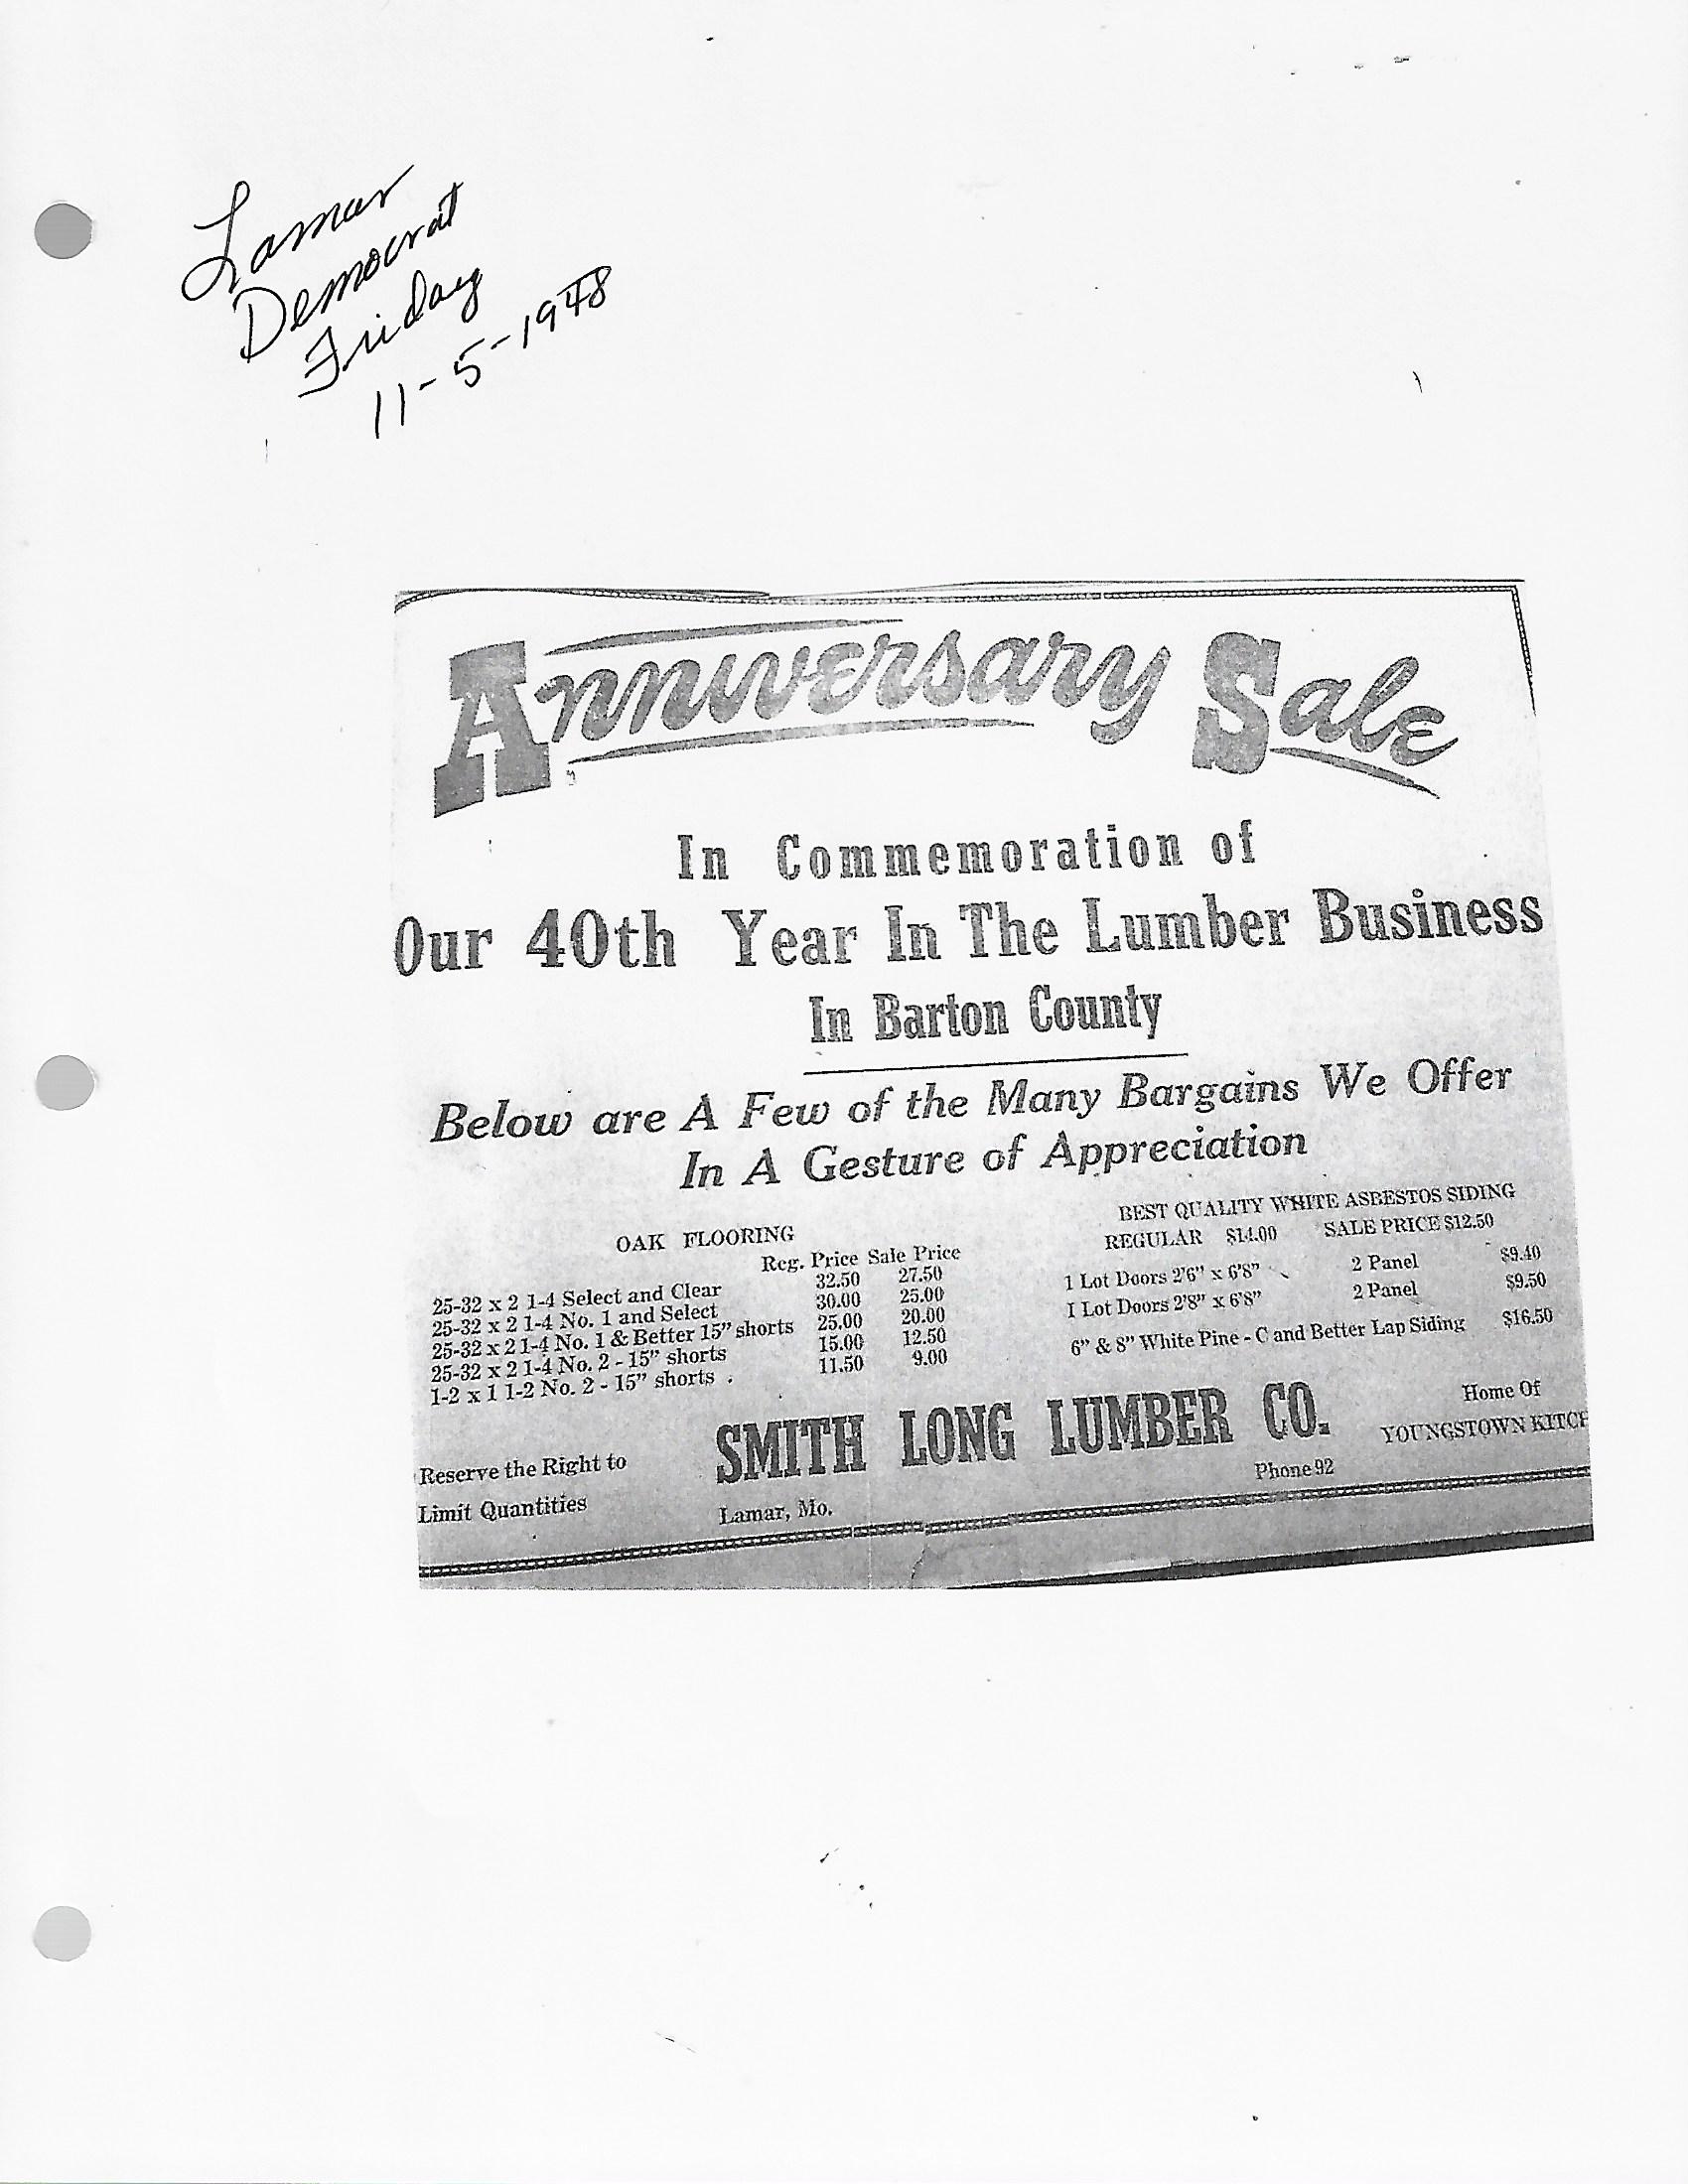 Lamar
Democrat
Friday
11-5-1948
Anniversary Sale
In Commemoration of
Our 40th Year In The Lumber Business
In Barton County
Below are A Few of the Many Bargains We Offer
In A Gesture of Appreciation
OAK FLOORING
Reg. Price Sale Price
25-32 x 2 1-4 Select and Clear 32.50 27.50
25-32 x 2 1-4 No. 1 and Select 30.00 25.00
25-32 x 2 1-4 No. 1 & Better 15" shorts 25.00 20.00
25-32 x 2 1-4 No. 2 - 15" shorts 15.00 12.50
1-2 x 1 1-2 No. 2 - 15" shorts . 11.50 9.00
BEST QUALITY WHITE ASBESTOS SIDING
REGULAR $14.00 SALE PRICE $12.50
1 Lot Doors 2'6" x 6'8" 2 Panel $9.40
1 Lot Doors 2'8" x 6'8" 2 Panel $9.50
6" & 8" White Pine - C and Better Lap Siding $16.50
Reserve the Right to
Limit Quantities
SMITH LONG LUMBER CO.
Lamar, Mo.
Phone 92
Home Of
YOUNGSTOWN KITCH